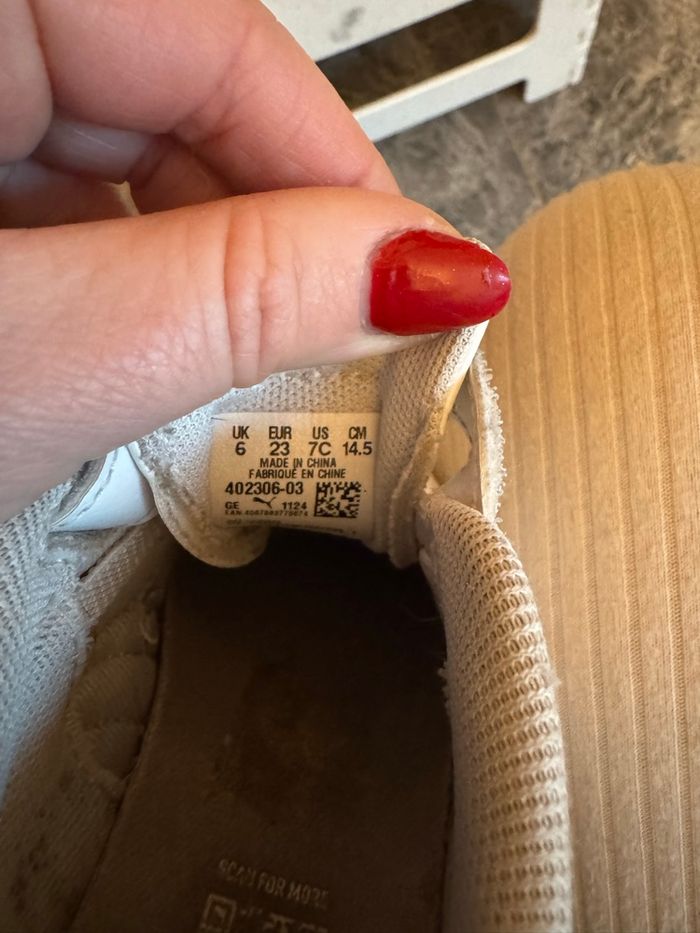 UK EUR US CM
6 23 7C 14.5
MADE IN CHINA
FABRIQUÉ EN CHINE
402306-03
GE 1124
SCAN FOR MORE